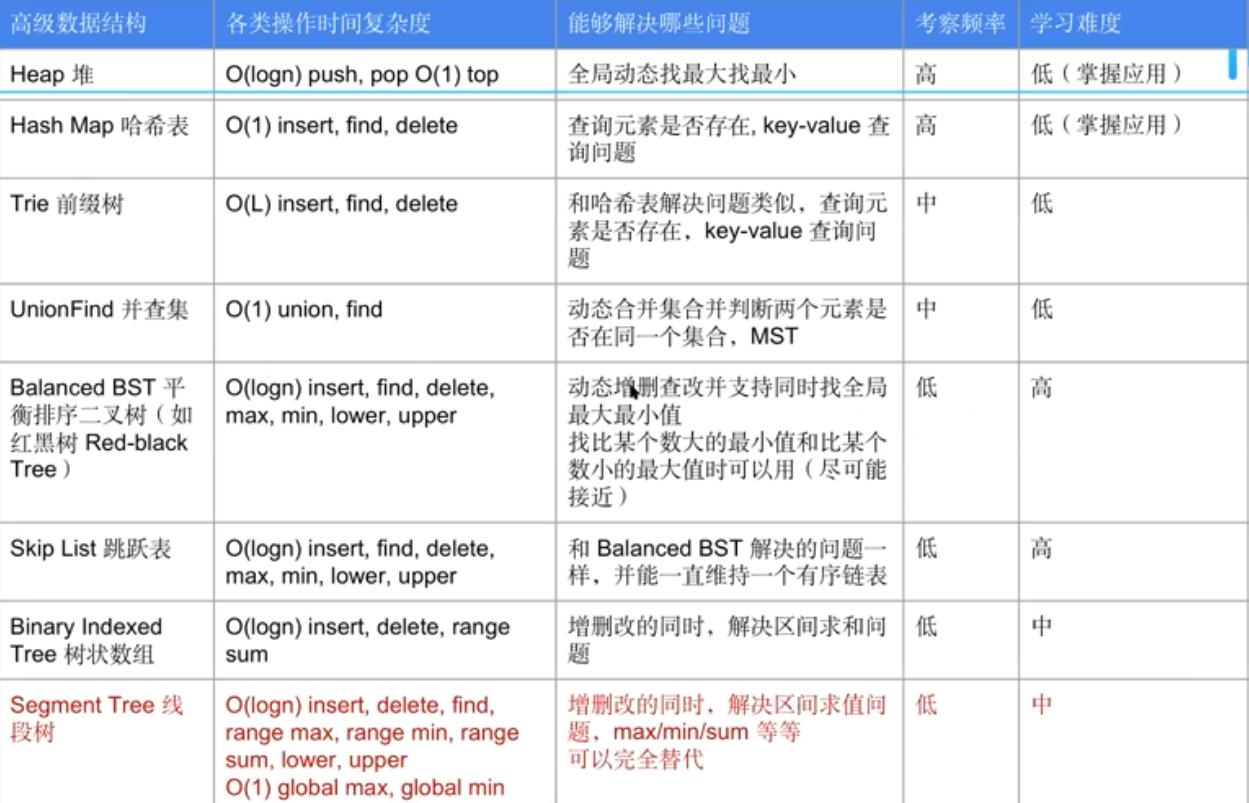 高级数据结构 各类操作时间复杂度 能够解决哪些问题 考察频率 学习难度
Heap 堆 O(logn) push, pop O(1) top 全局动态找最大找最小 高 低（掌握应用）
Hash Map 哈希表 O(1) insert, find, delete 查询元素是否存在, key-value 查 高 低（掌握应用）
询问题
Trie 前缀树 O(L) insert, find, delete 和哈希表解决问题类似，查询元 中 低
素是否存在，key-value 查询问
题
UnionFind 并查集 O(1) union, find 动态合并集合并判断两个元素是 中 低
否在同一个集合，MST
Balanced BST 平 O(logn) insert, find, delete, 动态增删查改并支持同时找全局 低 高
衡排序二叉树（如 max, min, lower, upper 最大最小值
红黑树 Red-black 找比某个数大的最小值和比某个
Tree） 数小的最大值时可以用（尽可能
接近）
Skip List 跳跃表 O(logn) insert, find, delete, 和 Balanced BST 解决的问题一 低 高
max, min, lower, upper 样，并能一直维持一个有序链表
Binary Indexed O(logn) insert, delete, range 增删改的同时，解决区间求和问 低 中
Tree 树状数组 sum 题
Segment Tree 线 O(logn) insert, delete, find, 增删改的同时，解决区间求值问 低 中
段树 range max, range min, range 题，max/min/sum 等等
sum, lower, upper 可以完全替代
O(1) global max, global min